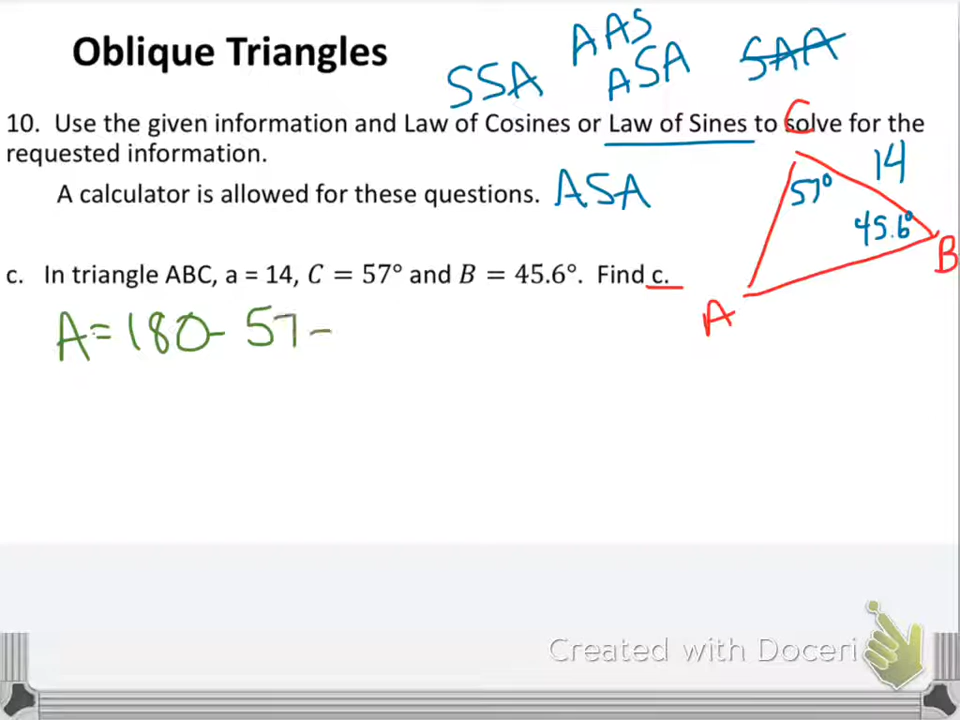 Oblique Triangles
SSA
AAS
ASA
SAA
10. Use the given information and Law of Cosines or Law of Sines to solve for the
requested information.
A calculator is allowed for these questions. ASA
C
14
57°
45.6°
B
A
c. In triangle ABC, a = 14, C = 57° and B = 45.6°. Find c.
A = 180 - 57 -
Created with Doceri